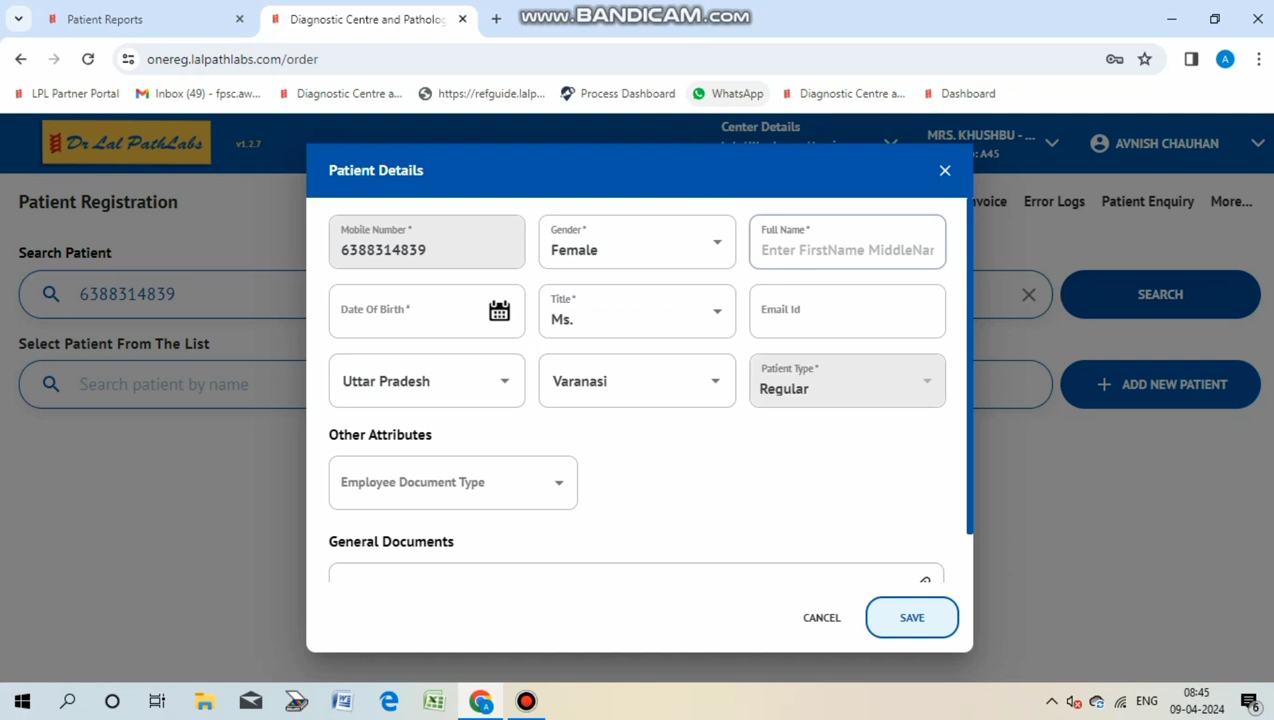 Patient Reports
Diagnostic Centre and Patholog
www.BANDICAM.com
onereg.lalpathlabs.com/order
LPL Partner Portal
Inbox (49) - fpsc.aw...
Diagnostic Centre a...
https://refguide.lalp...
Process Dashboard
WhatsApp
Diagnostic Centre a...
Dashboard
Dr Lal PathLabs
v1.2.7
Center Details
MRS. KHUSHBU - ...
: A45
AVNISH CHAUHAN
Patient Registration
Patient Details
nvoice
Error Logs
Patient Enquiry
More...
Search Patient
6388314839
SEARCH
Select Patient From The List
Search patient by name
ADD NEW PATIENT
Mobile Number *
6388314839
Gender *
Female
Full Name *
Enter FirstName MiddleNar
Date Of Birth *
Title *
Ms.
Email Id
Uttar Pradesh
Varanasi
Patient Type *
Regular
Other Attributes
Employee Document Type
General Documents
CANCEL
SAVE
ENG
08:45
09-04-2024
6